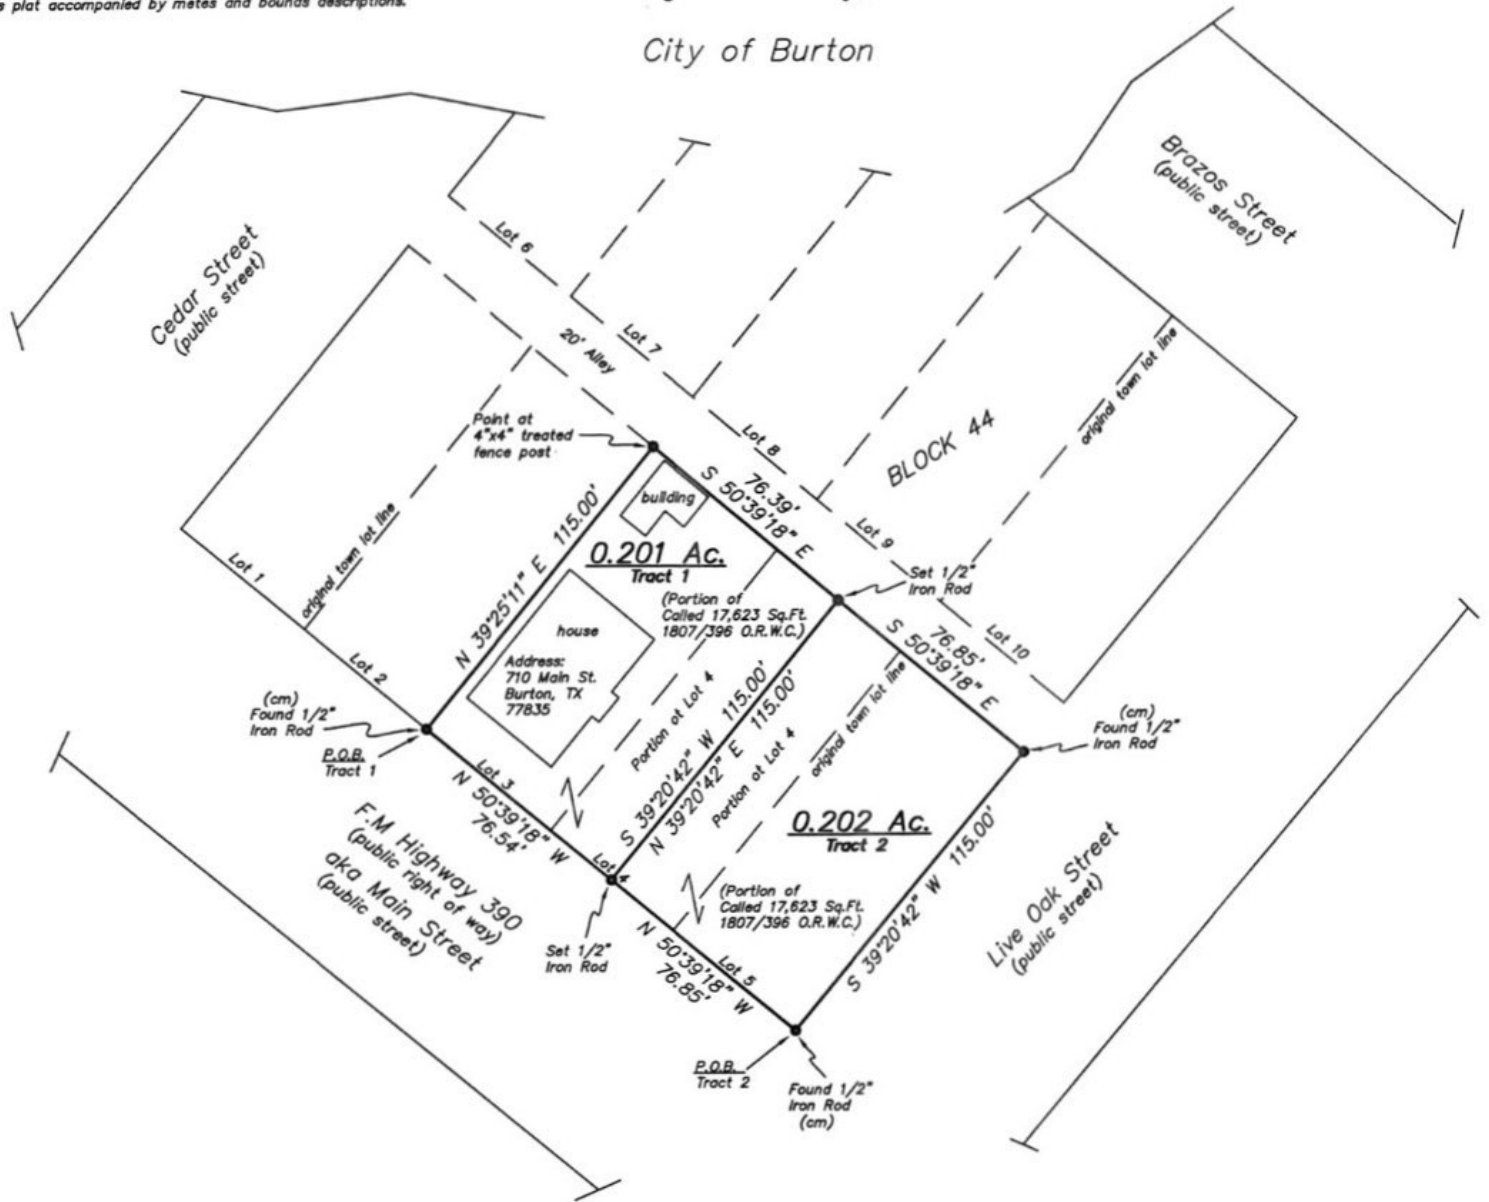 plat accompanied by metes and bounds descriptions.
City of Burton
Brazos Street
(public street)
Cedar Street
(public street)
Lot 6
Lot 7
20' Alley
Lot 8
BLOCK 44
original town lot line
Point at
4"x4" treated
fence post
building
76.39'
S 50°39'18" E
Lot 9
N 39°25'11" E 115.00'
0.201 Ac.
Tract 1
(Portion of
Called 17,623 Sq.Ft.
1807/396 O.R.W.C.)
Set 1/2"
Iron Rod
original town lot line
Lot 1
Lot 2
house
Address:
710 Main St.
Burton, TX
77835
76.85'
S 50°39'18" E
Lot 10
(cm)
Found 1/2"
Iron Rod
P.O.B.
Tract 1
Portion ot Lot 4
S 39°20'42" W 115.00'
N 39°20'42" E 115.00'
Portion ot Lot 4
original town lot line
(cm)
Found 1/2"
Iron Rod
Lot 3
N 50°39'18" W
76.54'
0.202 Ac.
Tract 2
S 39°20'42" W 115.00'
F.M Highway 390
(public right of way)
aka Main Street
(public street)
Lot
(Portion of
Called 17,623 Sq.Ft.
1807/396 O.R.W.C.)
Live Oak Street
(public street)
Set 1/2"
Iron Rod
Lot 5
N 50°39'18" W
76.85'
P.O.B.
Tract 2
Found 1/2"
Iron Rod
(cm)